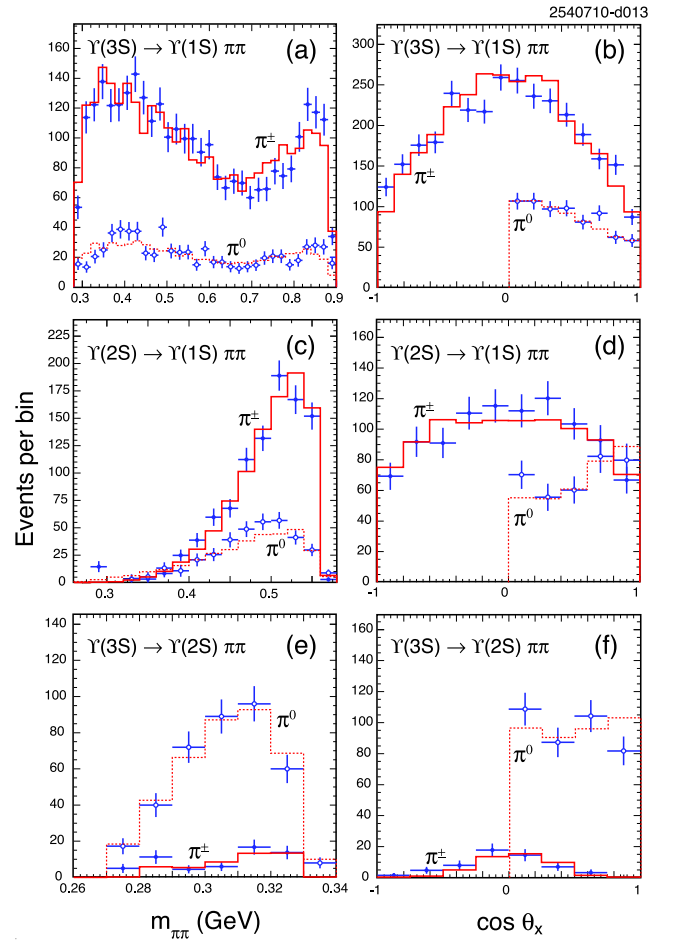 2540710-d013
ϒ(3S) → ϒ(1S) ππ (a)
160
140
120
100
80
60
40
20
0
π±
π⁰
0.3 0.4 0.5 0.6 0.7 0.8 0.9
ϒ(3S) → ϒ(1S) ππ (b)
300
250
200
150
100
50
0
π±
π⁰
-1 0 1
ϒ(2S) → ϒ(1S) ππ (c)
225
200
175
150
125
100
75
50
25
0
π±
π⁰
0.3 0.4 0.5
ϒ(2S) → ϒ(1S) ππ (d)
160
140
120
100
80
60
40
20
0
π±
π⁰
-1 0 1
Events per bin
ϒ(3S) → ϒ(2S) ππ (e)
140
120
100
80
60
40
20
0
π⁰
π±
0.26 0.28 0.3 0.32 0.34
mππ (GeV)
ϒ(3S) → ϒ(2S) ππ (f)
160
140
120
100
80
60
40
20
0
π⁰
π±
-1 0 1
cos θx